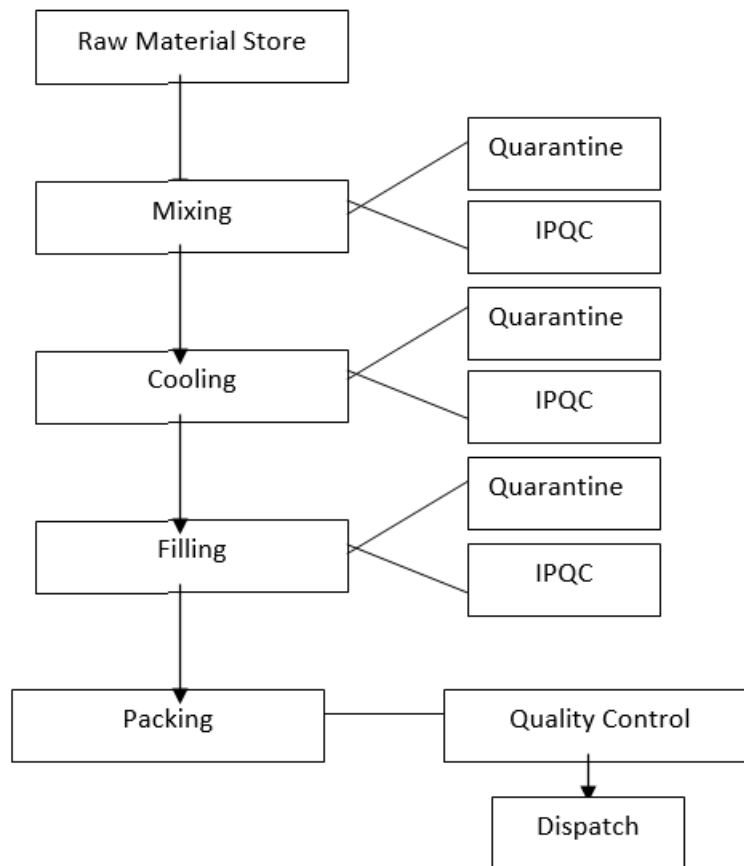 Raw Material Store
Quarantine
Mixing
IPQC
Quarantine
Cooling
IPQC
Quarantine
Filling
IPQC
Packing
Quality Control
Dispatch